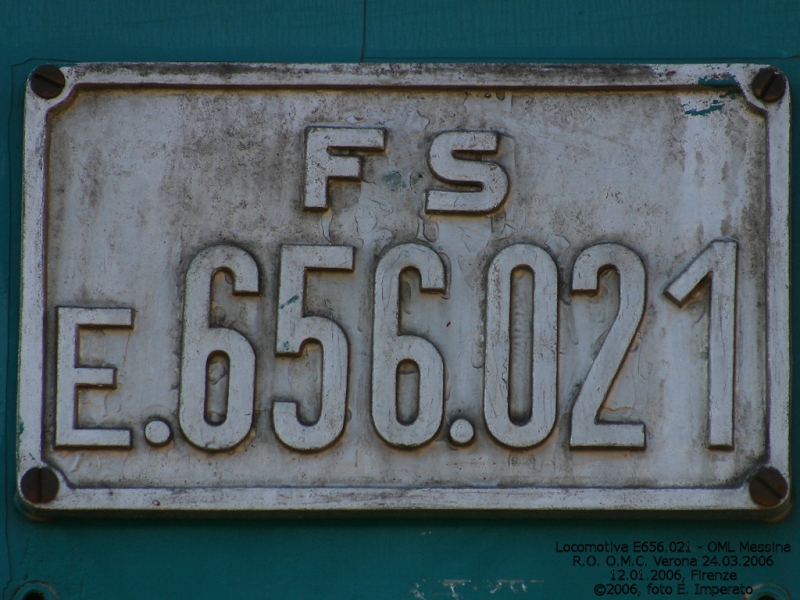 FS
E.656.021
Locomotiva E656.021 - OML Messina
R.O. O.M.C. Verona 24.03.2006
12.01.2006, Firenze
©2006, foto E. Imperato